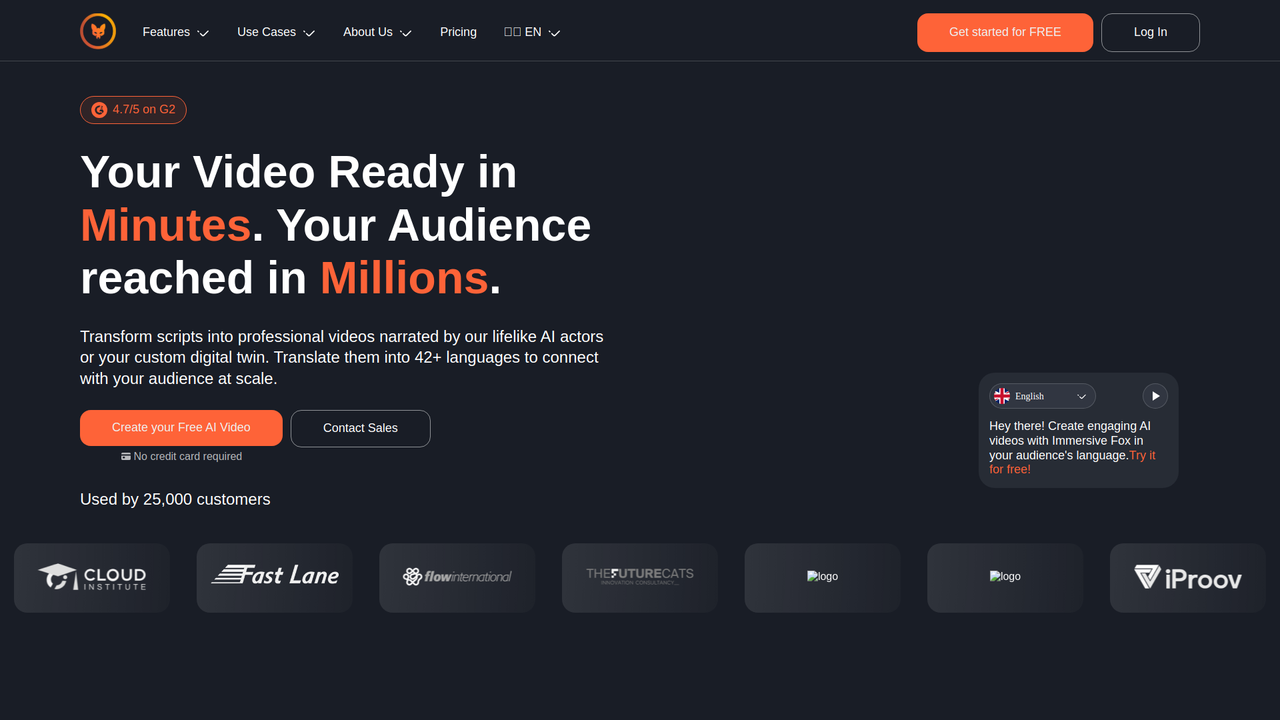 Features
Use Cases
About Us
Pricing
EN
Get started for FREE
Log In
4.7/5 on G2
Your Video Ready in
Minutes. Your Audience
reached in Millions.
Transform scripts into professional videos narrated by our lifelike AI actors
or your custom digital twin. Translate them into 42+ languages to connect
with your audience at scale.
Create your Free AI Video
Contact Sales
No credit card required
English
Hey there! Create engaging AI
videos with Immersive Fox in
your audience's language.Try it
for free!
Used by 25,000 customers
CLOUD
INSTITUTE
Fast Lane
flowinternational
THEFUTURECATS
INNOVATION CONSULTANCY
logo
logo
iProov